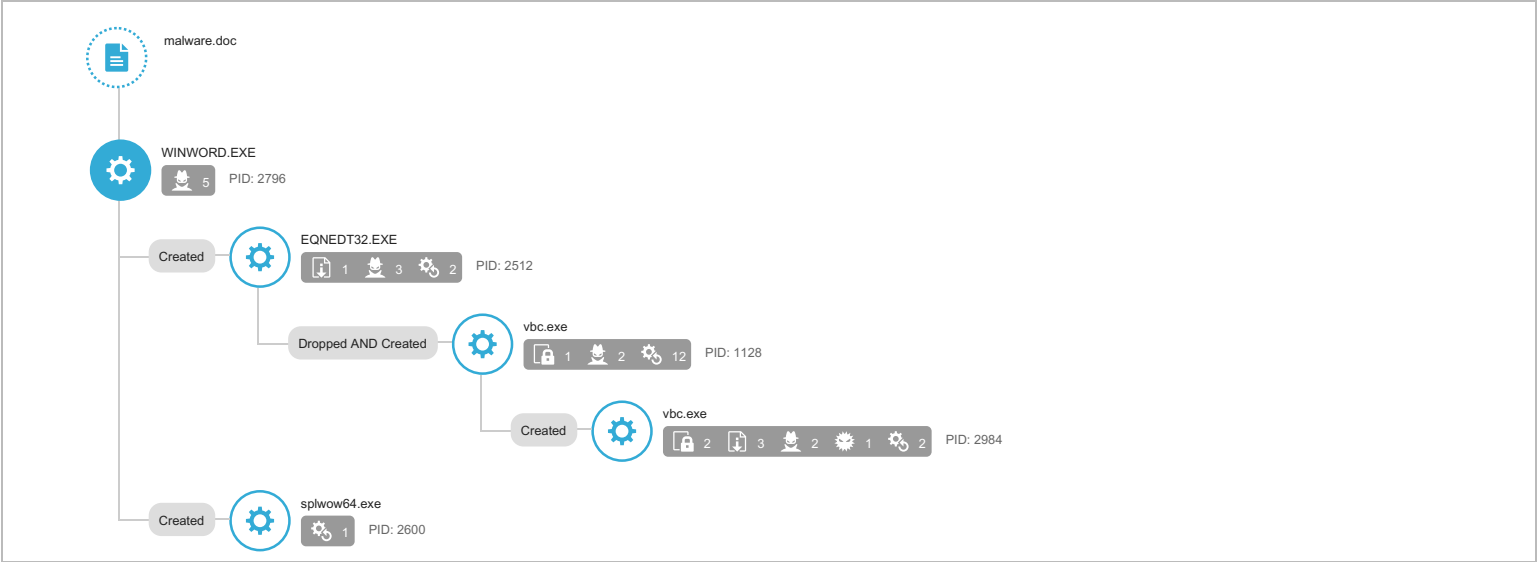 malware.doc
WINWORD.EXE
5 PID: 2796
EQNEDT32.EXE
Created
1 3 2 PID: 2512
vbc.exe
Dropped AND Created
1 2 12 PID: 1128
vbc.exe
Created
2 3 2 1 2 PID: 2984
splwow64.exe
Created
1 PID: 2600